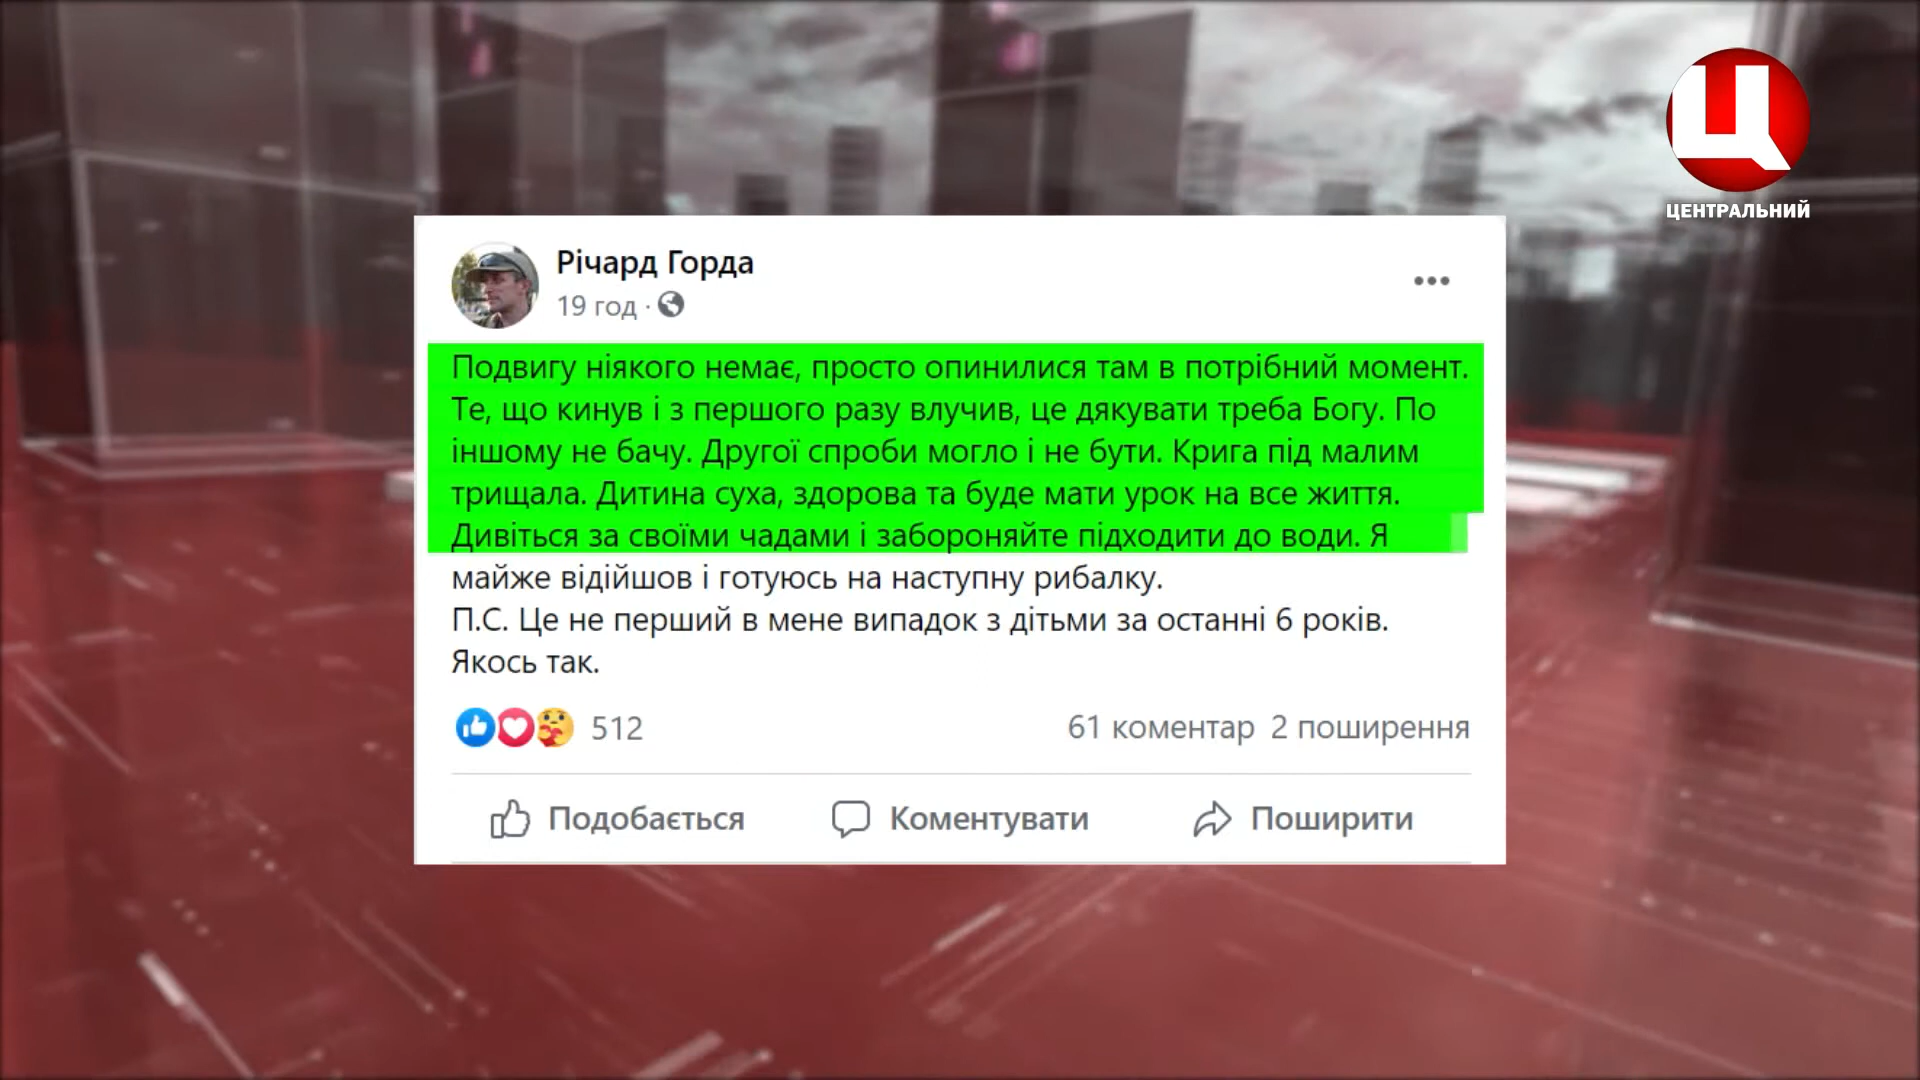 Ц
ЦЕНТРАЛЬНИЙ
Річард Горда
19 год ·
Подвигу ніякого немає, просто опинилися там в потрібний момент.
Те, що кинув і з першого разу влучив, це дякувати треба Богу. По
іншому не бачу. Другої спроби могло і не бути. Крига під малим
трищала. Дитина суха, здорова та буде мати урок на все життя.
Дивіться за своїми чадами і забороняйте підходити до води. Я
майже відійшов і готуюсь на наступну рибалку.
П.С. Це не перший в мене випадок з дітьми за останні 6 років.
Якось так.
512
61 коментар 2 поширення
Подобається Коментувати Поширити